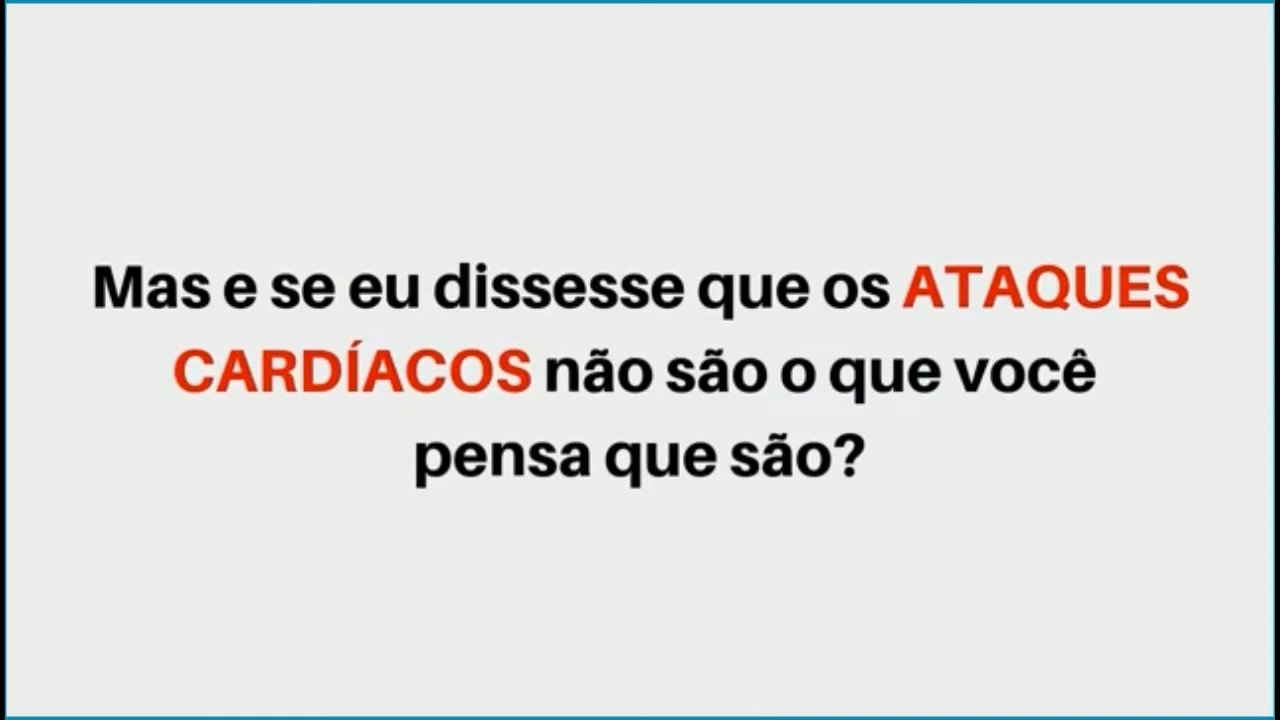 Mas e se eu dissesse que os ATAQUES
CARDÍACOS não são o que você
pensa que são?